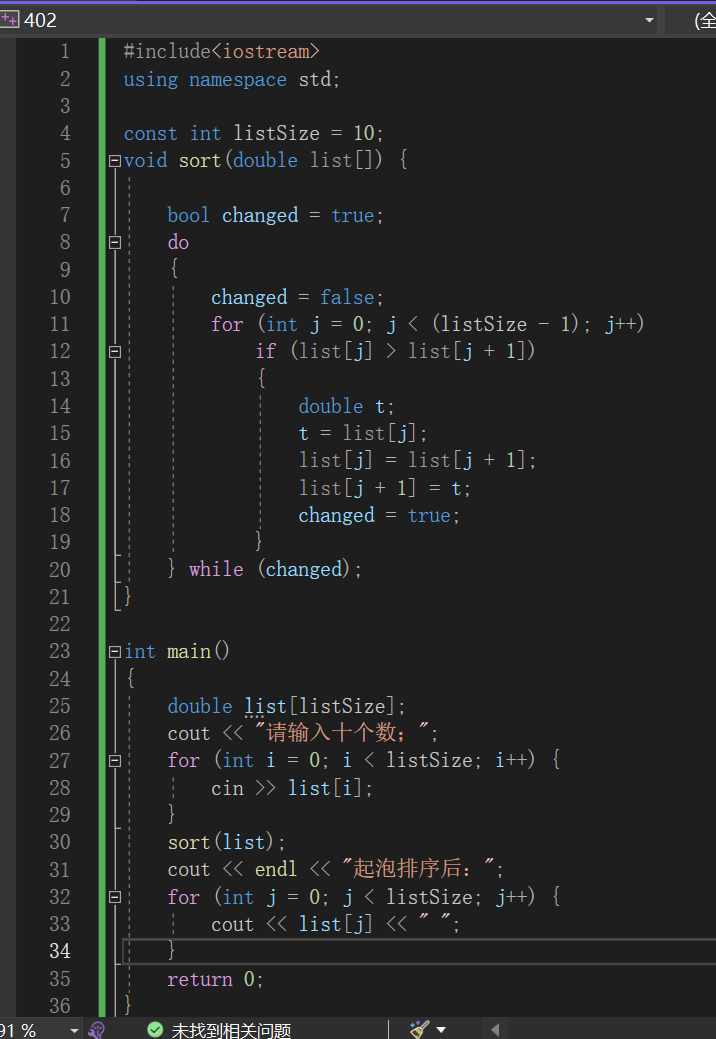 402 (全
1 #include<iostream>
2 using namespace std;
3
4 const int listSize = 10;
5 void sort(double list[]) {
6
7 bool changed = true;
8 do
9 {
10 changed = false;
11 for (int j = 0; j < (listSize - 1); j++)
12 if (list[j] > list[j + 1])
13 {
14 double t;
15 t = list[j];
16 list[j] = list[j + 1];
17 list[j + 1] = t;
18 changed = true;
19 }
20 } while (changed);
21 }
22
23 int main()
24 {
25 double list[listSize];
26 cout << "请输入十个数；";
27 for (int i = 0; i < listSize; i++) {
28 cin >> list[i];
29 }
30 sort(list);
31 cout << endl << "起泡排序后：";
32 for (int j = 0; j < listSize; j++) {
33 cout << list[j] << " ";
34 }
35 return 0;
36 }
91 % 未找到相关问题